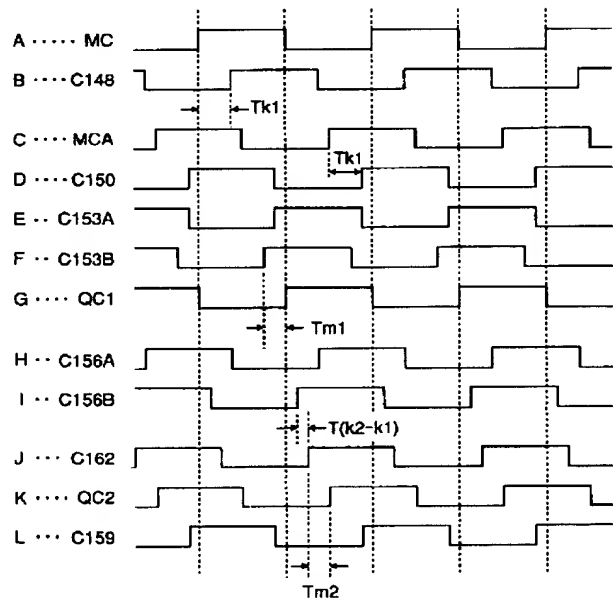 A ····· MC
B ····· C148
Tk1
C ····· MCA
Tk1
D ···· C150
E ·· C153A
F ·· C153B
G ···· QC1
Tm1
H ·· C156A
I ·· C156B
T(k2-k1)
J ··· C162
K ···· QC2
L ··· C159
Tm2